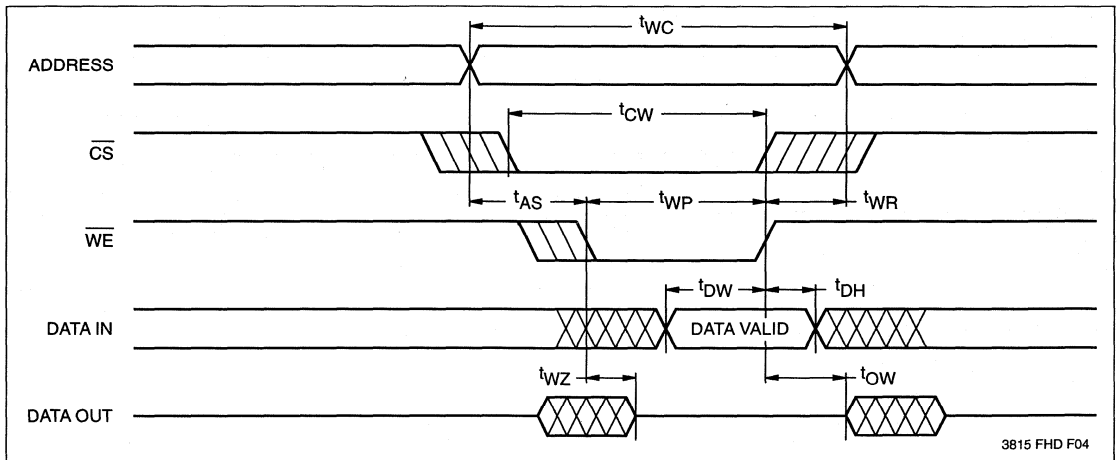 tWC
ADDRESS
tCW
CS
tAS
tWP
tWR
WE
tDW
tDH
DATA IN
DATA VALID
tWZ
tOW
DATA OUT
3815 FHD F04